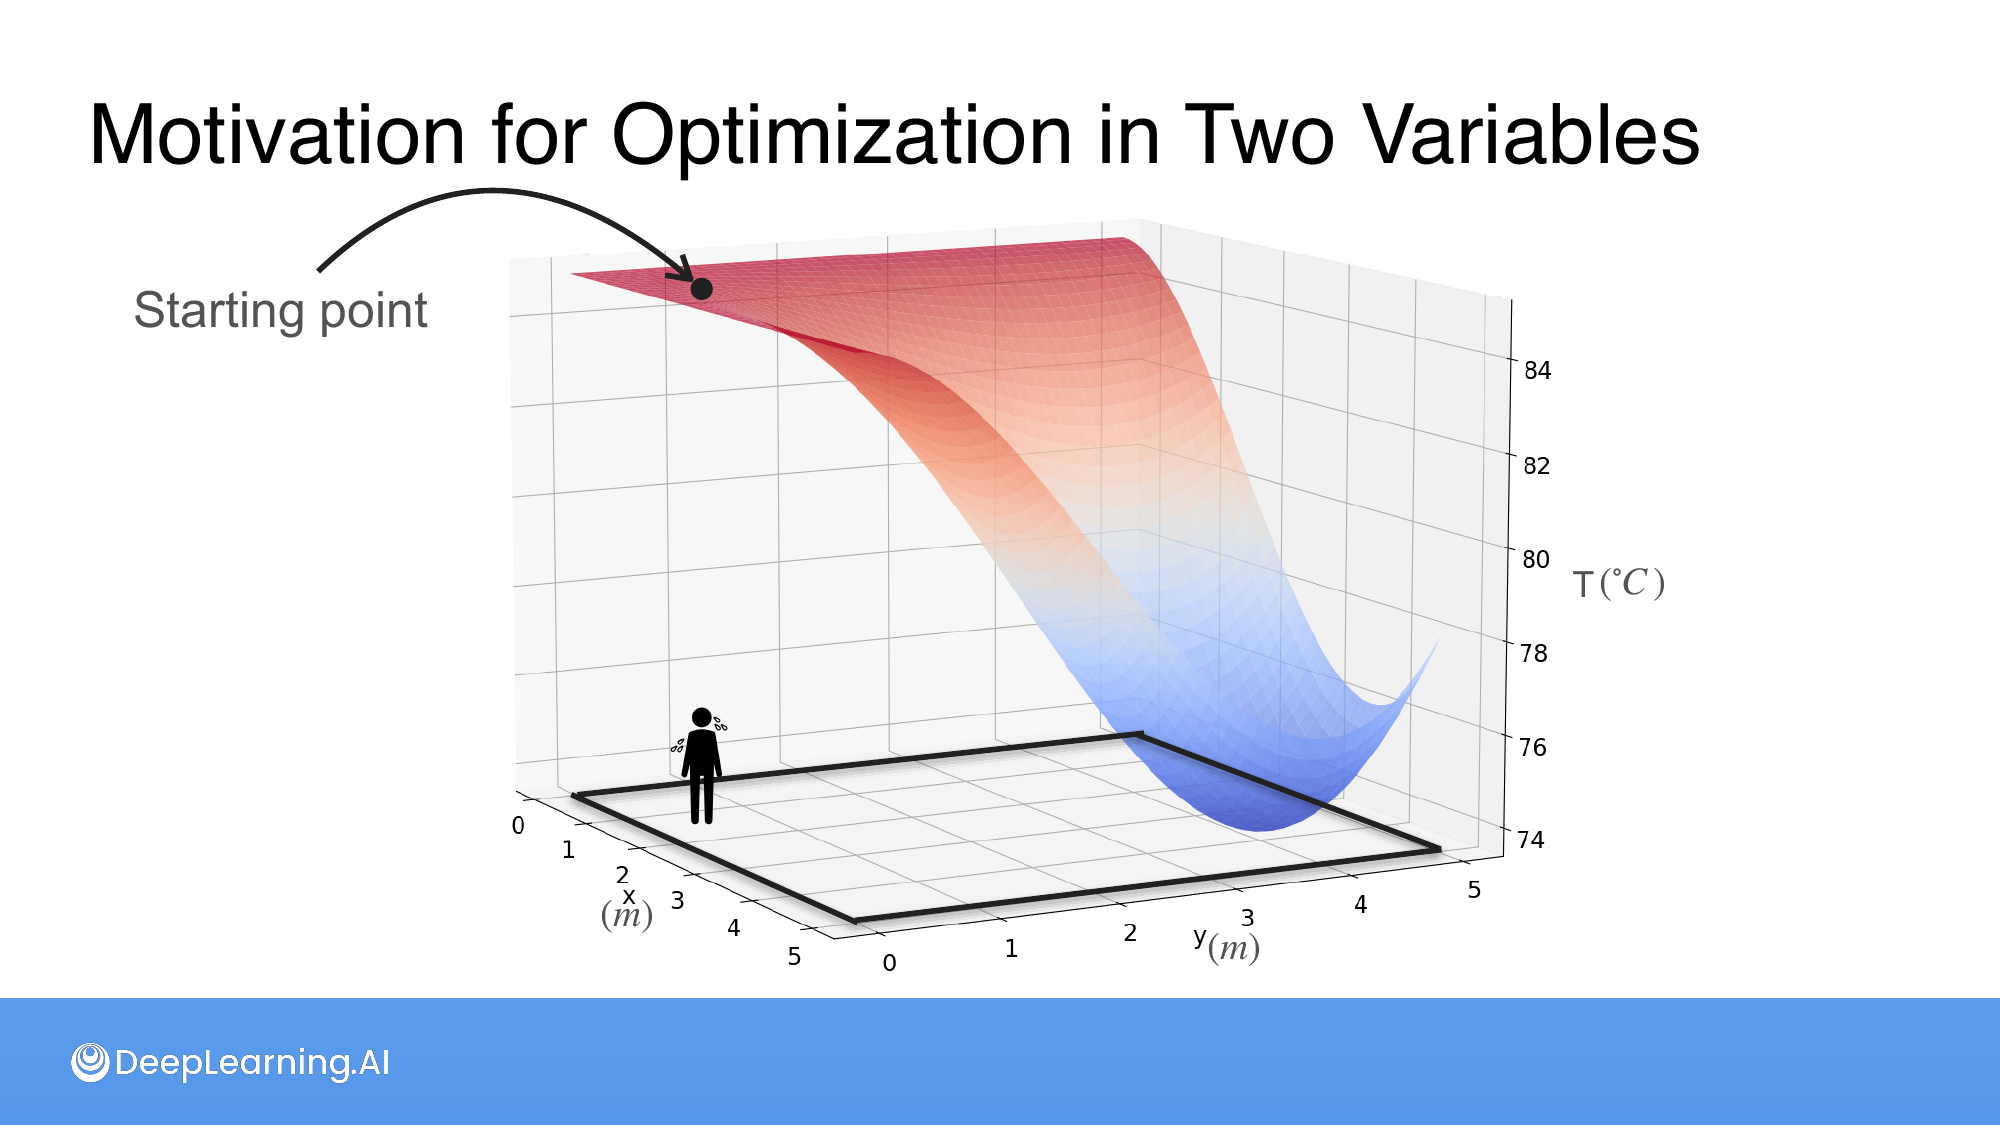 Motivation for Optimization in Two Variables
Starting point
84
82
80
T (°C)
78
76
74
0
1
2
3
4
5
x
(m)
0
1
2
3
4
5
y (m)
DeepLearning.AI